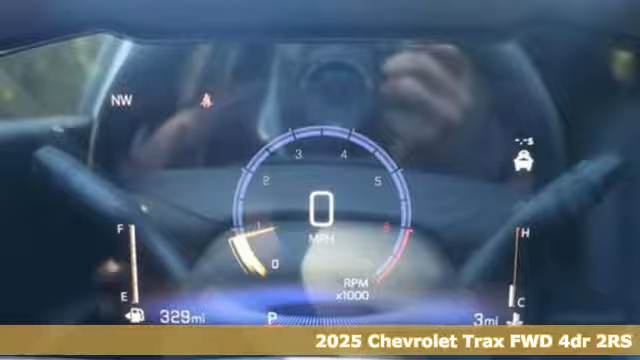 NW
-.-s
3 4
2 5
0
F 1 6 H
MPH
0
RPM
x1000
E C
329mi P 3mi
2025 Chevrolet Trax FWD 4dr 2RS